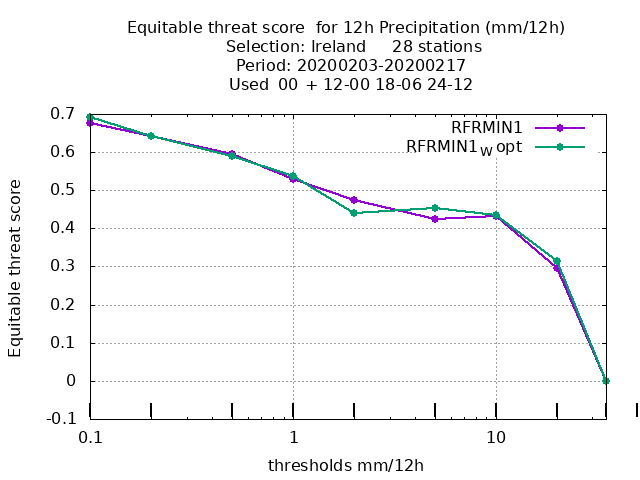 Equitable threat score  for 12h Precipitation (mm/12h)
Selection: Ireland     28 stations
Period: 20200203-20200217
Used  00  + 12-00 18-06 24-12
RFRMIN1
RFRMIN1W opt
0.7
0.6
0.5
0.4
0.3
0.2
0.1
0
-0.1
Equitable threat score
0.1
1
10
thresholds mm/12h